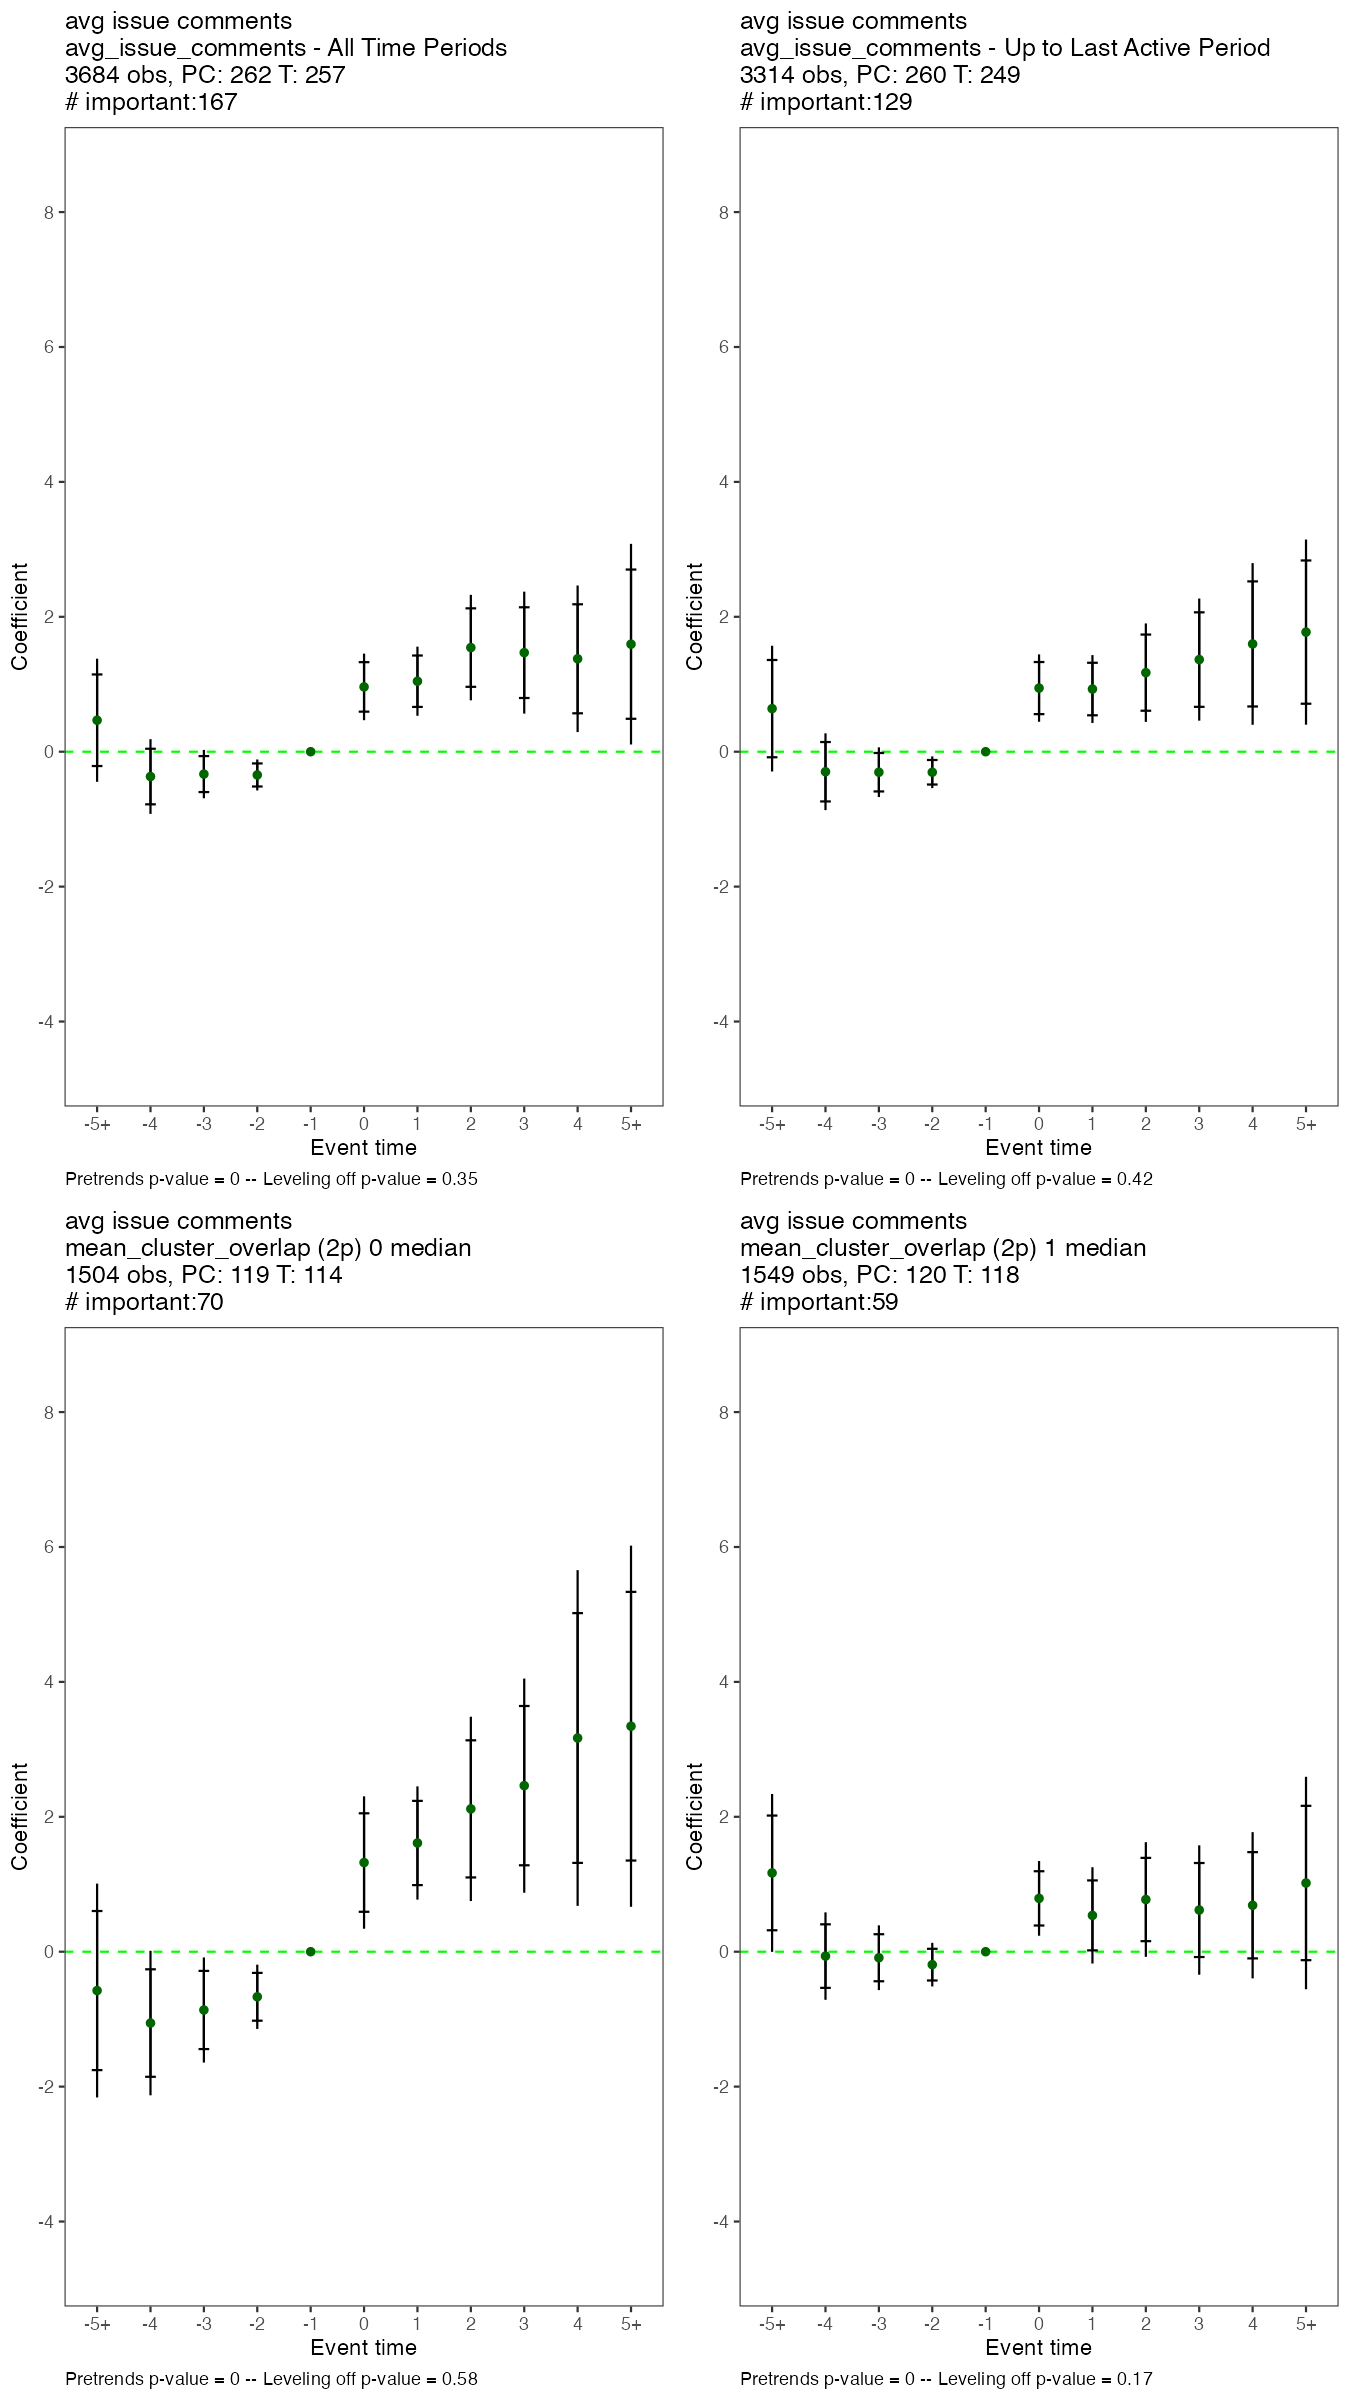 avg issue comments
avg_issue_comments - All Time Periods
3684 obs, PC: 262 T: 257
# important:167
Coefficient
8
6
4
2
0
-2
-4
-5+ -4 -3 -2 -1 0 1 2 3 4 5+
Event time
Pretrends p-value = 0 -- Leveling off p-value = 0.35
avg issue comments
avg_issue_comments - Up to Last Active Period
3314 obs, PC: 260 T: 249
# important:129
Coefficient
8
6
4
2
0
-2
-4
-5+ -4 -3 -2 -1 0 1 2 3 4 5+
Event time
Pretrends p-value = 0 -- Leveling off p-value = 0.42
avg issue comments
mean_cluster_overlap (2p) 0 median
1504 obs, PC: 119 T: 114
# important:70
Coefficient
8
6
4
2
0
-2
-4
-5+ -4 -3 -2 -1 0 1 2 3 4 5+
Event time
Pretrends p-value = 0 -- Leveling off p-value = 0.58
avg issue comments
mean_cluster_overlap (2p) 1 median
1549 obs, PC: 120 T: 118
# important:59
Coefficient
8
6
4
2
0
-2
-4
-5+ -4 -3 -2 -1 0 1 2 3 4 5+
Event time
Pretrends p-value = 0 -- Leveling off p-value = 0.17